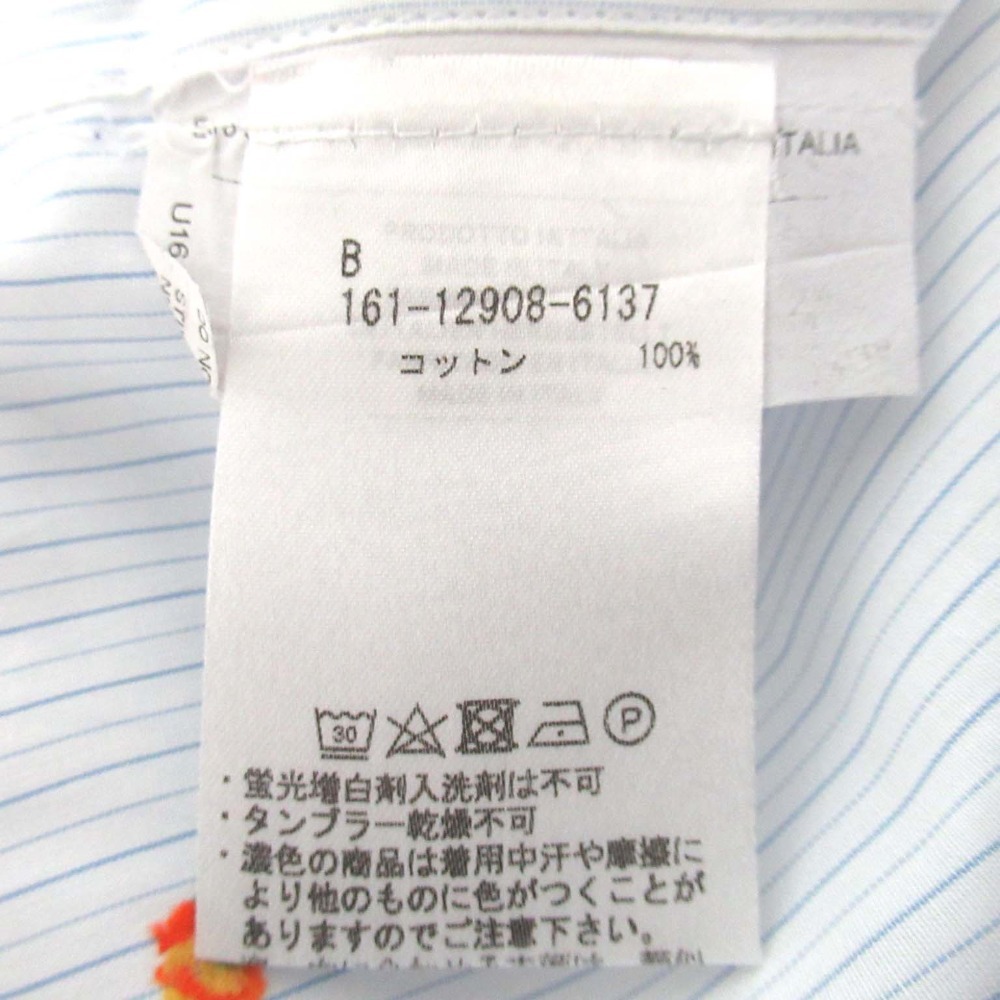 ITALIA
U16
B
161-12908-6137
コットン 100%
30
P
・蛍光増白剤入洗剤は不可
・タンブラー乾燥不可
・濃色の商品は着用中汗や摩擦に
より他のものに色がつくことが
ありますのでご注意下さい。